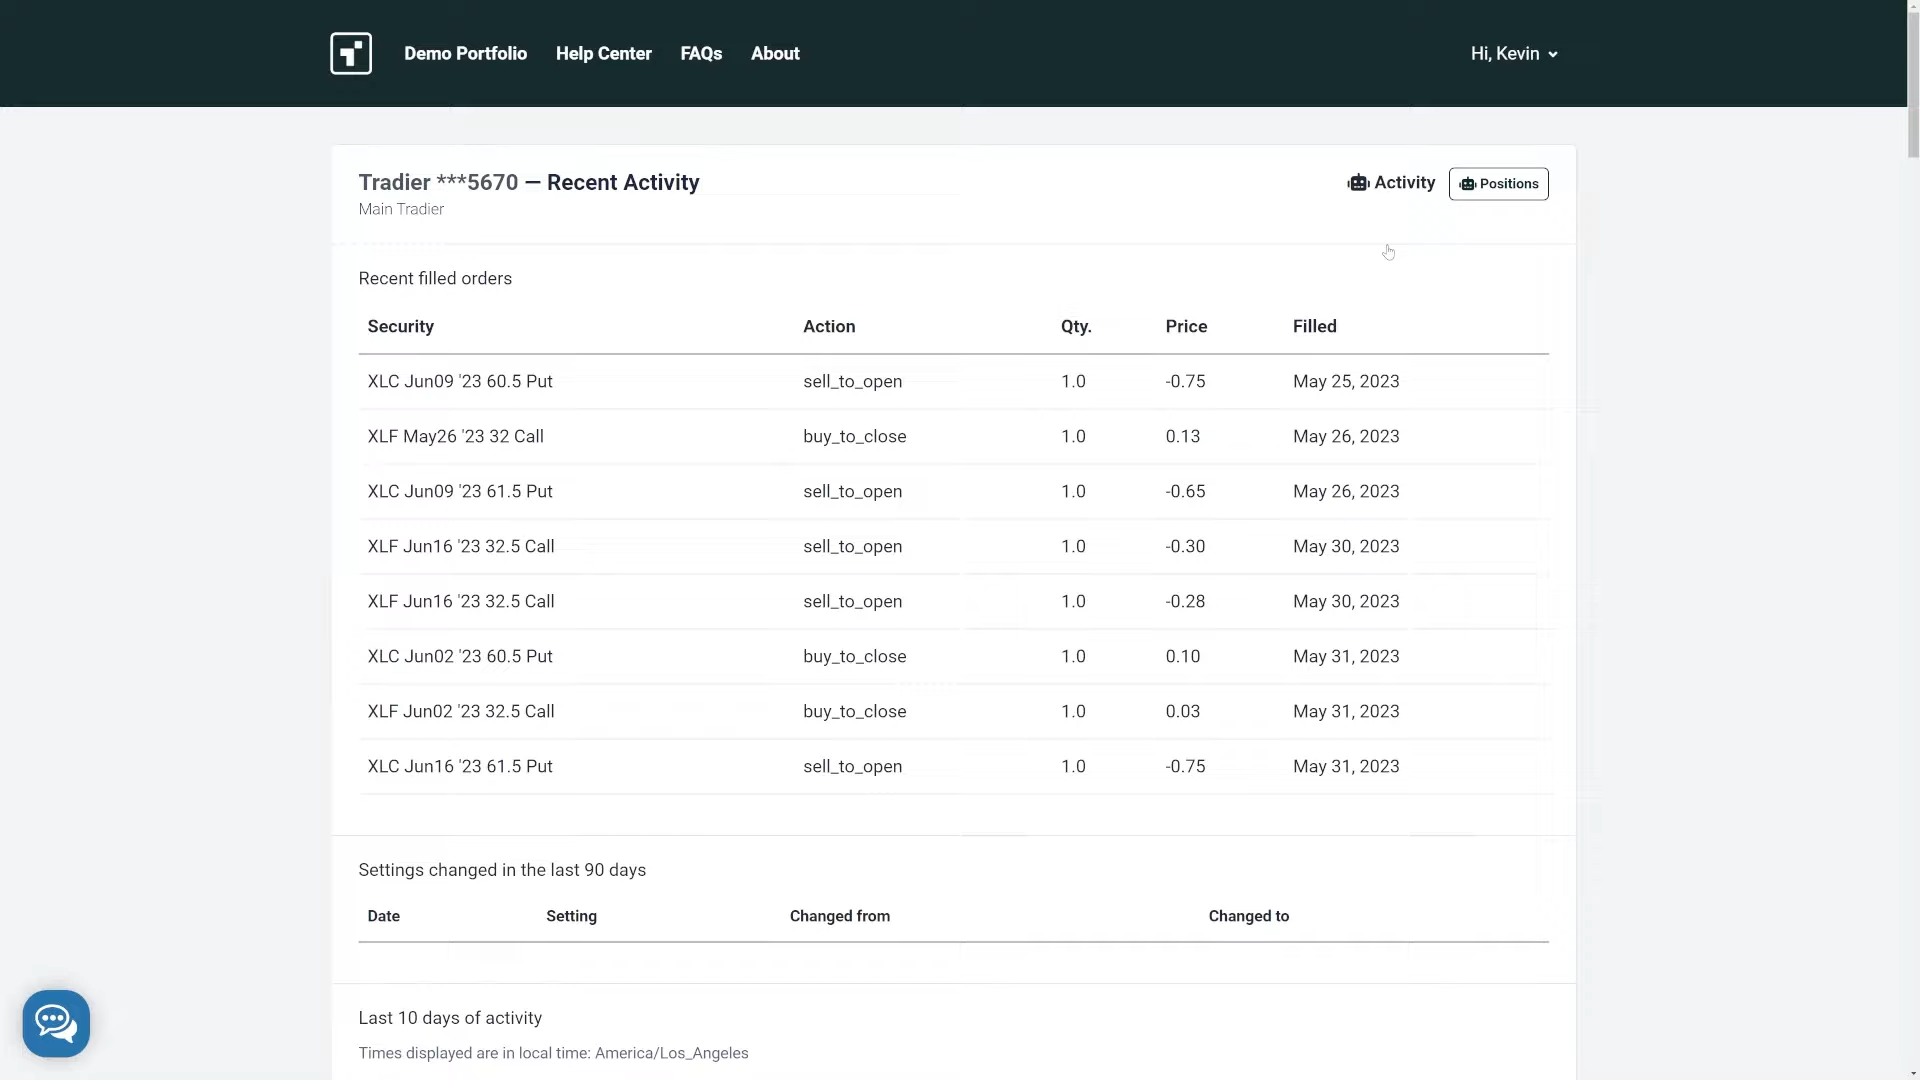 Demo Portfolio Help Center FAQs About Hi, Kevin
Tradier ***5670 — Recent Activity
Activity Positions
Main Tradier
Recent filled orders
Security Action Qty. Price Filled
XLC Jun09 '23 60.5 Put sell_to_open 1.0 -0.75 May 25, 2023
XLF May26 '23 32 Call buy_to_close 1.0 0.13 May 26, 2023
XLC Jun09 '23 61.5 Put sell_to_open 1.0 -0.65 May 26, 2023
XLF Jun16 '23 32.5 Call sell_to_open 1.0 -0.30 May 30, 2023
XLF Jun16 '23 32.5 Call sell_to_open 1.0 -0.28 May 30, 2023
XLC Jun02 '23 60.5 Put buy_to_close 1.0 0.10 May 31, 2023
XLF Jun02 '23 32.5 Call buy_to_close 1.0 0.03 May 31, 2023
XLC Jun16 '23 61.5 Put sell_to_open 1.0 -0.75 May 31, 2023
Settings changed in the last 90 days
Date Setting Changed from Changed to
Last 10 days of activity
Times displayed are in local time: America/Los_Angeles